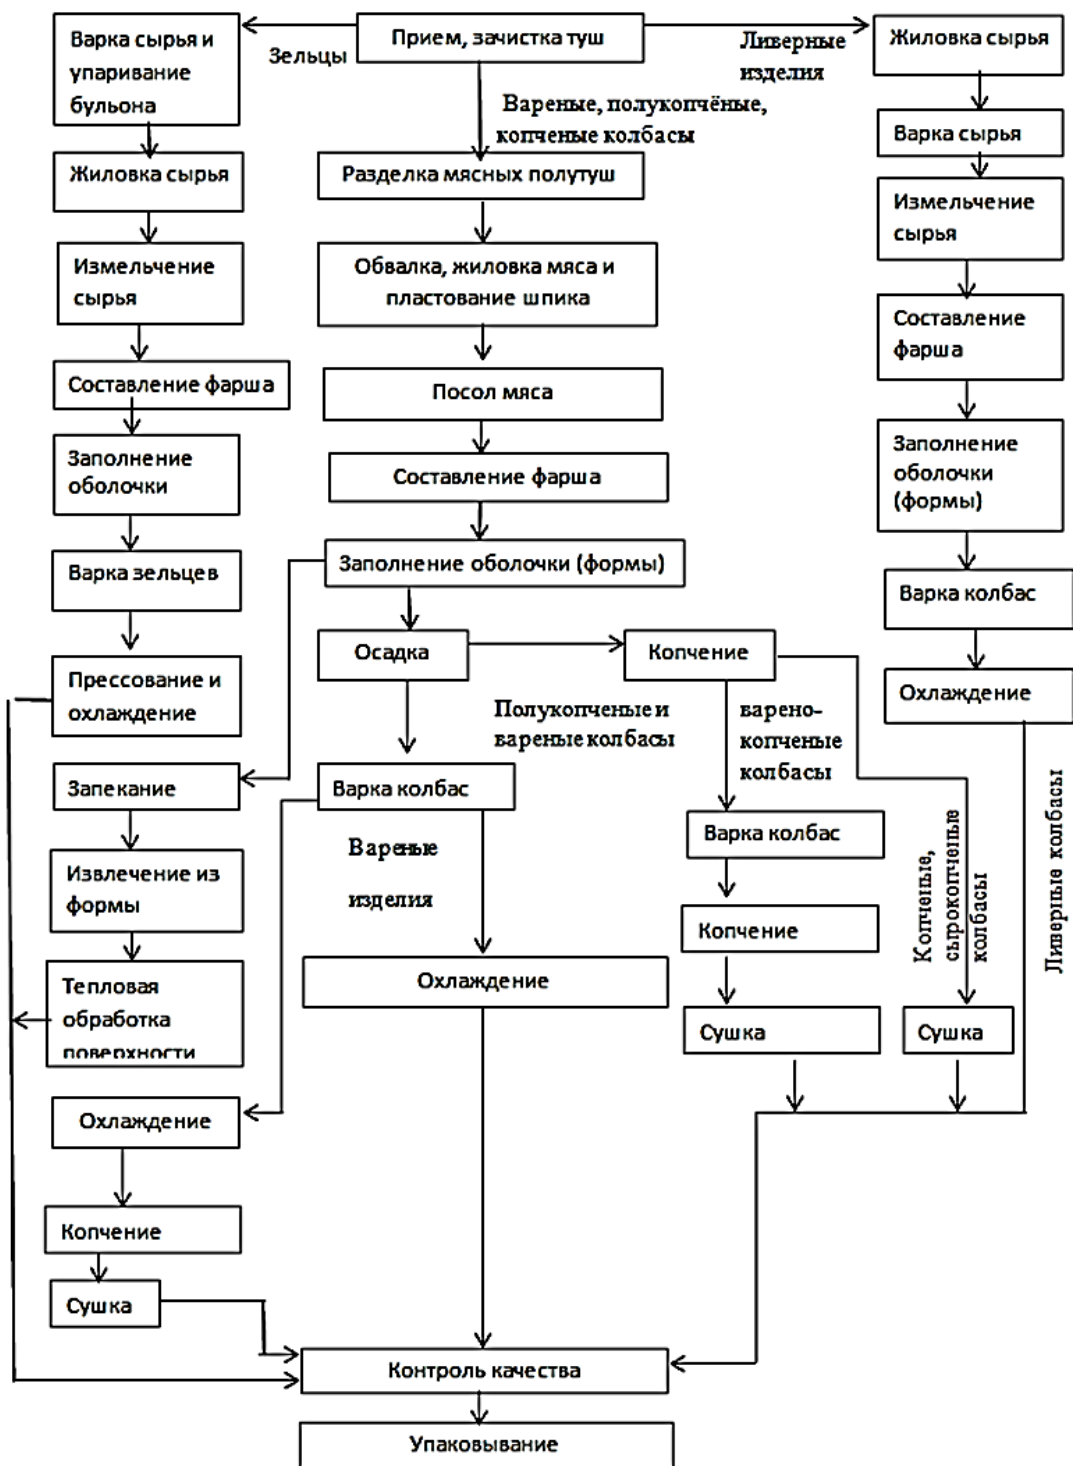 Варка сырья и
упаривание
бульона
Зельцы
Прием, зачистка туш
Ливерные
изделия
Жиловка сырья
Вареные, полукопчёные,
копченые колбасы
Варка сырья
Жиловка сырья
Разделка мясных полутуш
Измельчение
сырья
Измельчение
сырья
Обвалка, жиловка мяса и
пластование шпика
Составление
фарша
Составление фарша
Посол мяса
Заполнение
оболочки
Составление фарша
Заполнение
оболочки
(формы)
Варка зельцев
Заполнение оболочки (формы)
Варка колбас
Осадка
Копчение
Прессование и
охлаждение
Охлаждение
Полукопченые и
вареные колбасы
варено-
копченые
колбасы
Запекание
Варка колбас
Варка колбас
Вареные
изделия
Копченые,
сырокопченые
колбасы
Ливерные колбасы
Извлечение из
формы
Копчение
Тепловая
обработка
поверхности
Охлаждение
Сушка
Сушка
Охлаждение
Копчение
Сушка
Контроль качества
Упаковывание